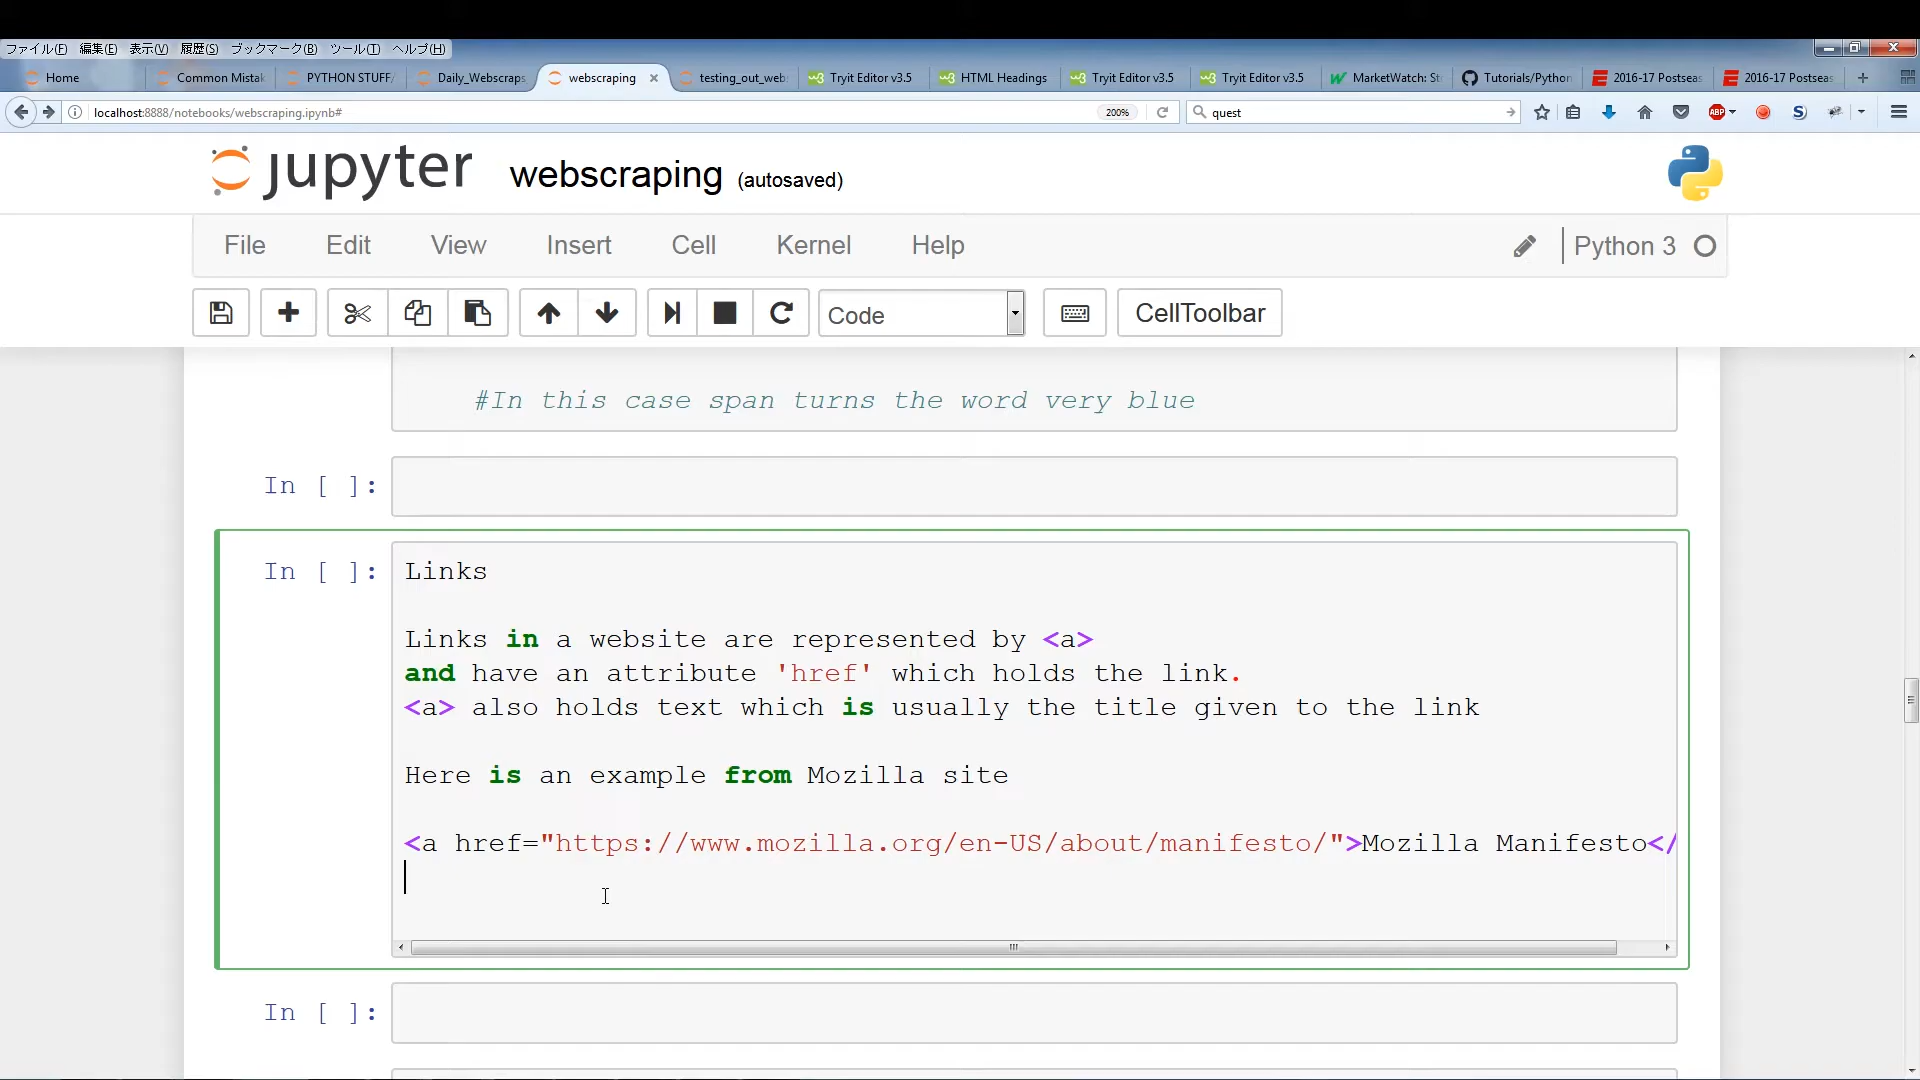 ファイル(F) 編集(E) 表示(V) 履歴(S) ブックマーク(B) ツール(T) ヘルプ(H)
Home Common Mistak PYTHON STUFF/ Daily_Webscraps webscraping testing_out_web Tryit Editor v3.5 HTML Headings Tryit Editor v3.5 Tryit Editor v3.5 MarketWatch: St Tutorials/Python 2016-17 Postseas 2016-17 Postseas
localhost:8888/notebooks/webscraping.ipynb# 200% quest ABP S
jupyter webscraping (autosaved)
File Edit View Insert Cell Kernel Help Python 3
Code CellToolbar
#In this case span turns the word very blue
In [ ]:
In [ ]: Links
Links in a website are represented by <a>
and have an attribute 'href' which holds the link.
<a> also holds text which is usually the title given to the link
Here is an example from Mozilla site
<a href="https://www.mozilla.org/en-US/about/manifesto/">Mozilla Manifesto</
In [ ]: